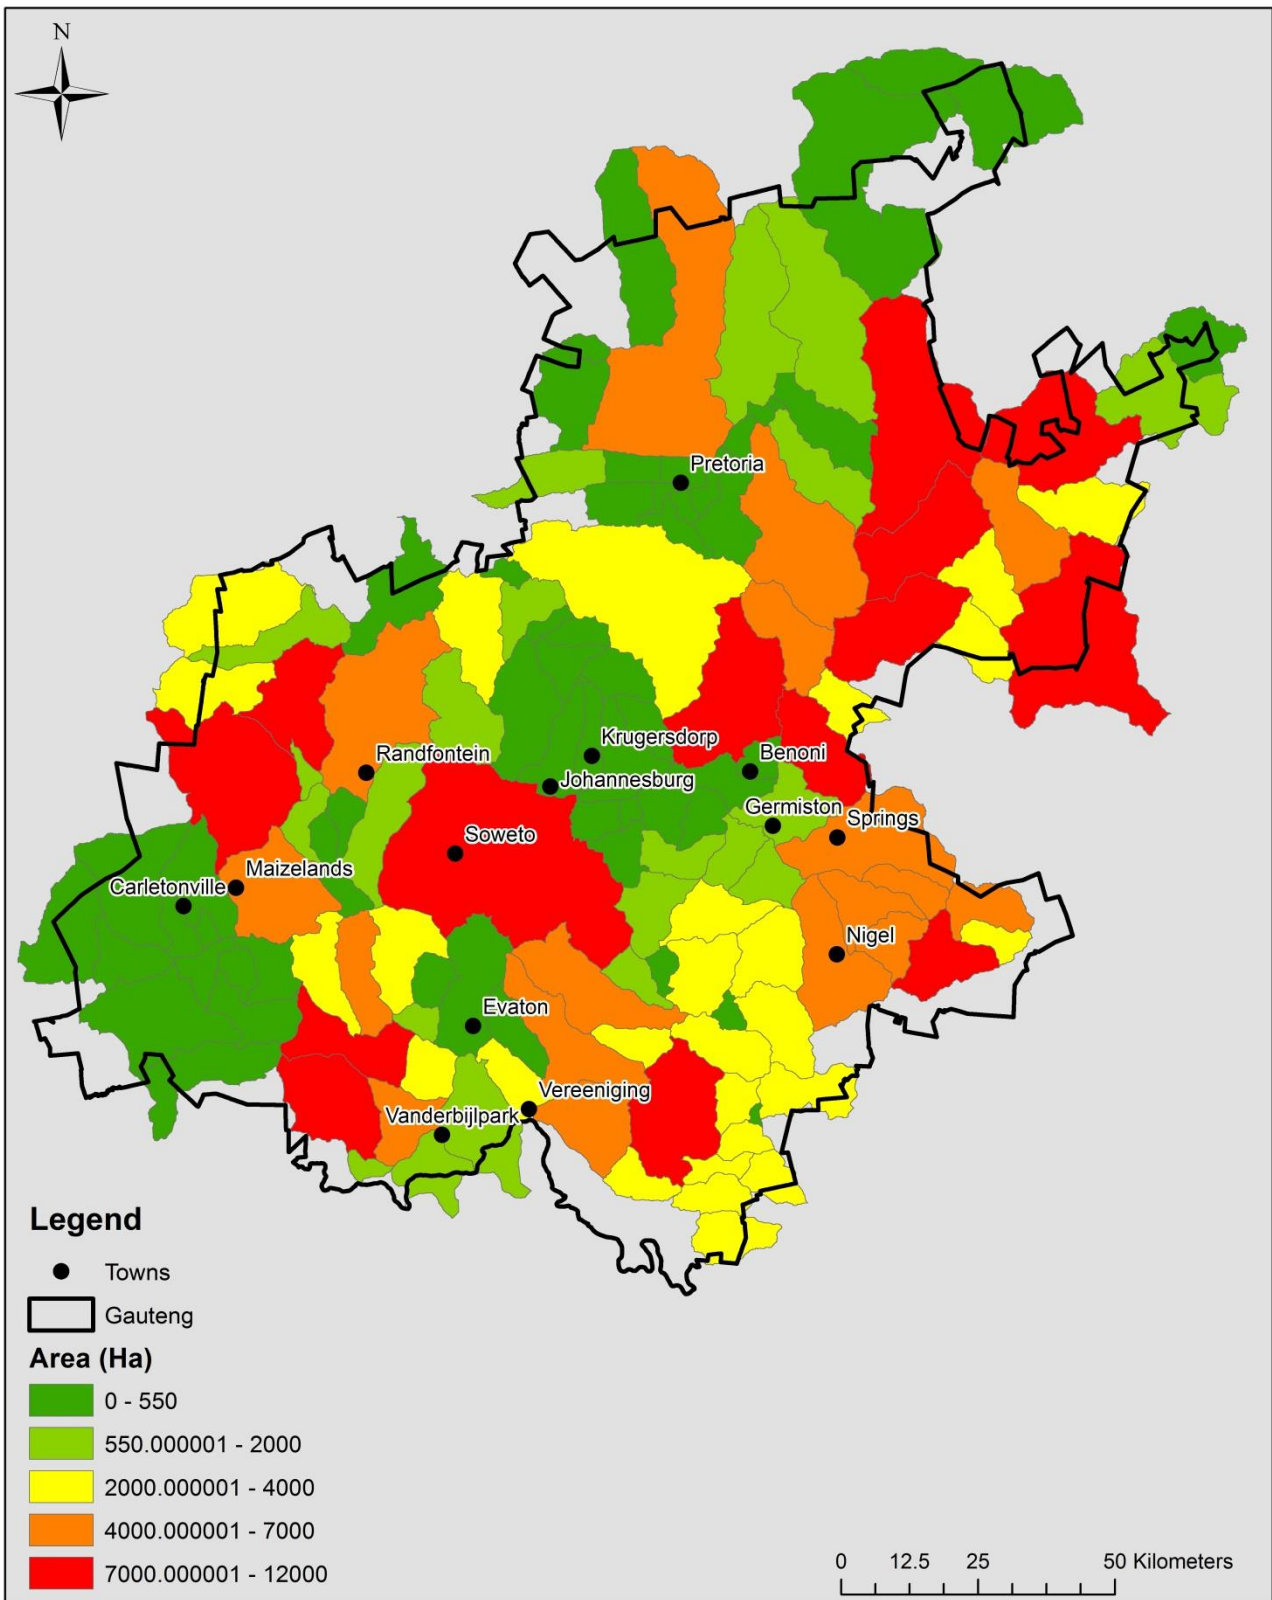 N
Pretoria
Krugersdorp
Randfontein
Benoni
Johannesburg
Germiston
Springs
Soweto
Maizelands
Carletonville
Nigel
Evaton
Vereeniging
Vanderbijlpark
Legend
Towns
Gauteng
Area (Ha)
0 - 550
550.000001 - 2000
2000.000001 - 4000
4000.000001 - 7000
7000.000001 - 12000
0 12.5 25 50 Kilometers